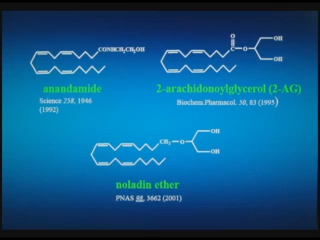 CONHCH2CH2OH
O
C
O
OH
OH
anandamide
2-arachidonoylglycerol (2-AG)
Science 258, 1946
(1992)
Biochem.Pharmacol. 50, 83 (1995)
CH2
O
OH
OH
noladin ether
PNAS 98, 3662 (2001)